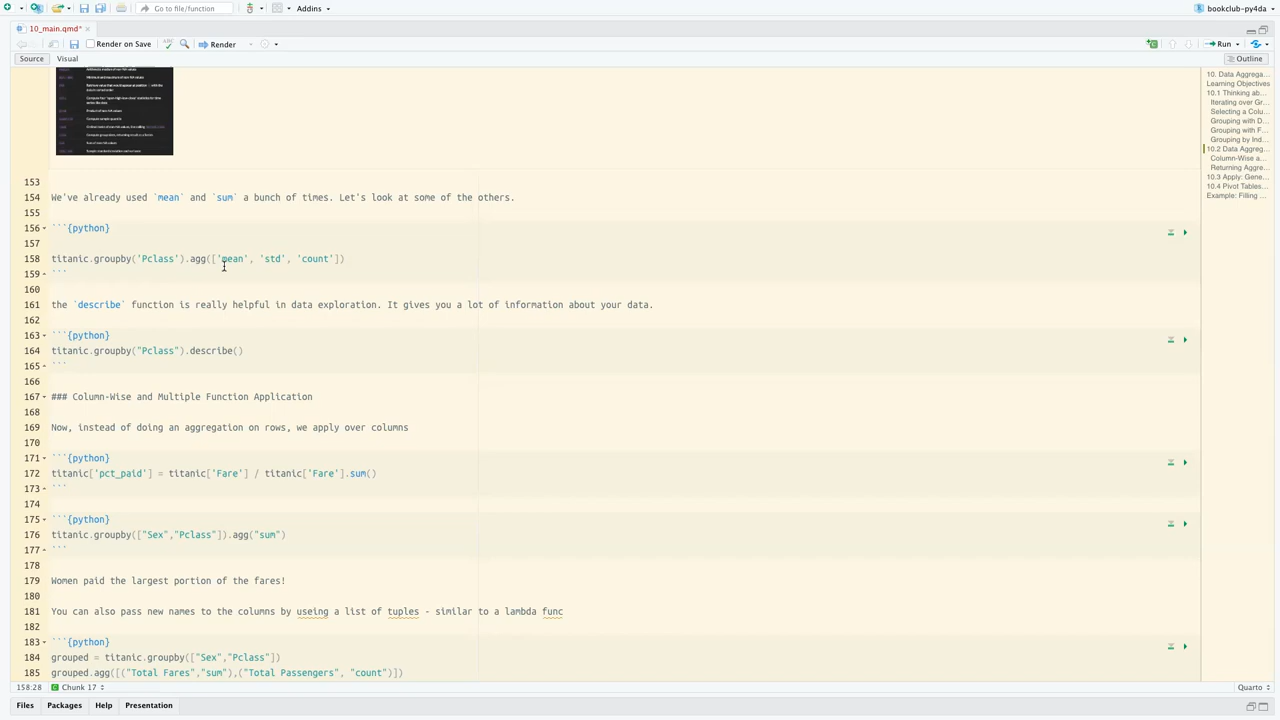 Go to file/function
Addins
bookclub-py4da
10_main.qmd*
Render on Save
Render
Run
Source
Visual
Outline
153
154 We've already used `mean` and `sum` a bunch of times. Let's look at some of the others.
155
156 ```{python}
157
158 titanic.groupby('Pclass').agg(['mean', 'std', 'count'])
159 ```
160
161 the `describe` function is really helpful in data exploration. It gives you a lot of information about your data.
162
163 ```{python}
164 titanic.groupby("Pclass").describe()
165 ```
166
167 ### Column-Wise and Multiple Function Application
168
169 Now, instead of doing an aggregation on rows, we apply over columns
170
171 ```{python}
172 titanic['pct_paid'] = titanic['Fare'] / titanic['Fare'].sum()
173 ```
174
175 ```{python}
176 titanic.groupby(["Sex","Pclass"]).agg("sum")
177 ```
178
179 Women paid the largest portion of the fares!
180
181 You can also pass new names to the columns by useing a list of tuples - similar to a lambda func
182
183 ```{python}
184 grouped = titanic.groupby(["Sex","Pclass"])
185 grouped.agg([("Total Fares","sum"),("Total Passengers", "count")])
10. Data Aggrega...
Learning Objectives
10.1 Thinking ab...
Iterating over Gr...
Selecting a Colu...
Grouping with D...
Grouping with F...
Grouping by Ind...
10.2 Data Aggreg...
Column-Wise a...
Returning Aggre...
10.3 Apply: Gene...
10.4 Pivot Tables...
Example: Filling ...
158:28
Chunk 17
Quarto
Files
Packages
Help
Presentation